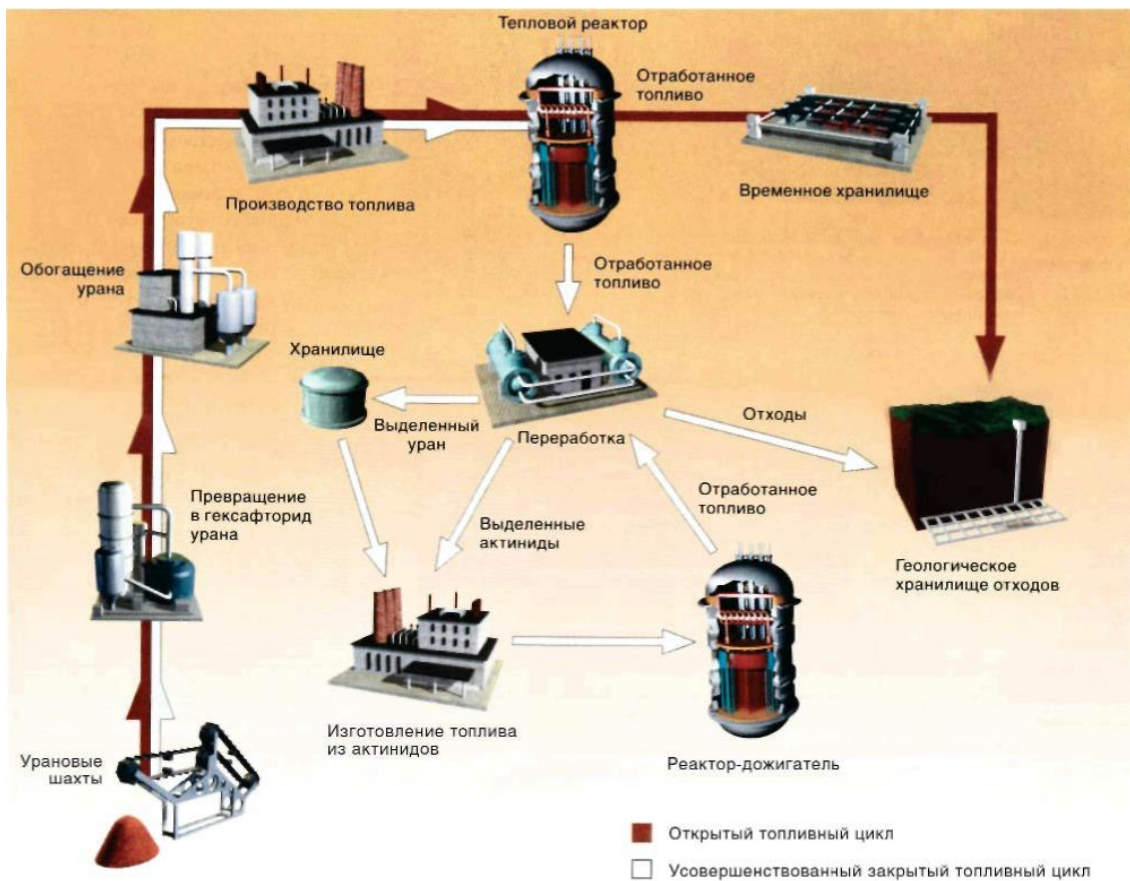 Тепловой реактор
Отработанное
топливо
Производство топлива
Временное хранилище
Обогащение
урана
Отработанное
топливо
Хранилище
Выделенный
уран
Переработка
Отходы
Превращение
в гексафторид
урана
Выделенные
актиниды
Отработанное
топливо
Геологическое
хранилище отходов
Изготовление топлива
из актинидов
Реактор-дожигатель
Урановые
шахты
Открытый топливный цикл
Усовершенствованный закрытый топливный цикл